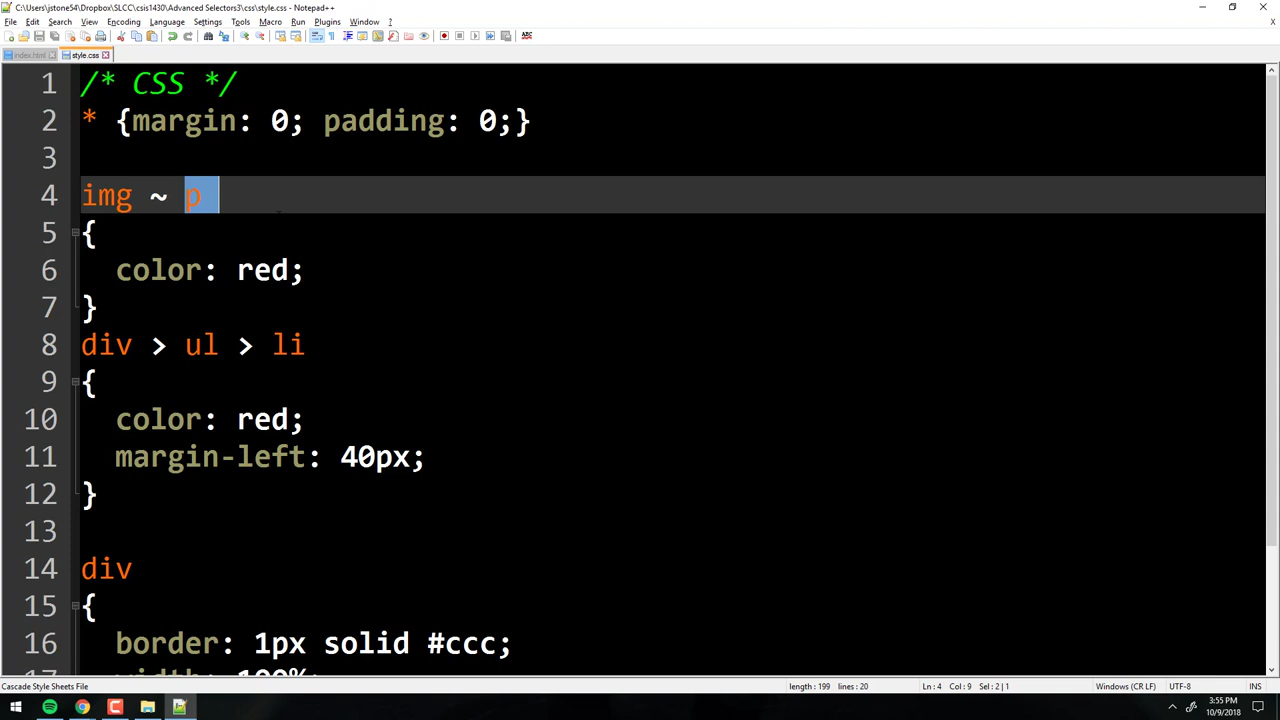 C:\Users\jstone54\Dropbox\SLCC\csis1430\Advanced Selectors3\css\style.css - Notepad++
File Edit Search View Encoding Language Settings Tools Macro Run Plugins Window ?
index.html style.css
1 /* CSS */
2 * {margin: 0; padding: 0;}
3
4 img ~ p
5 {
6 color: red;
7 }
8 div > ul > li
9 {
10 color: red;
11 margin-left: 40px;
12 }
13
14 div
15 {
16 border: 1px solid #ccc;
17 width: 100%;
Cascade Style Sheets File length : 199 lines : 20 Ln : 4 Col : 9 Sel : 2 | 1 Windows (CR LF) UTF-8 INS
3:55 PM
10/9/2018